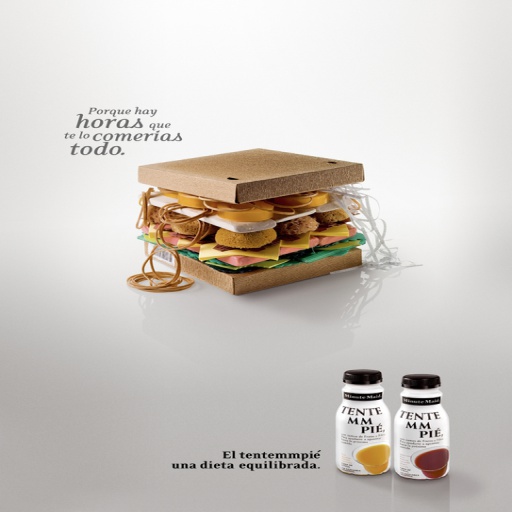 Porque hay
horas que
te lo comerías
todo.
Minute Maid
TENTE
MM
PIÉ.
Minute Maid
TENTE
MM
PIÉ.
El tentemmpié
una dieta equilibrada.